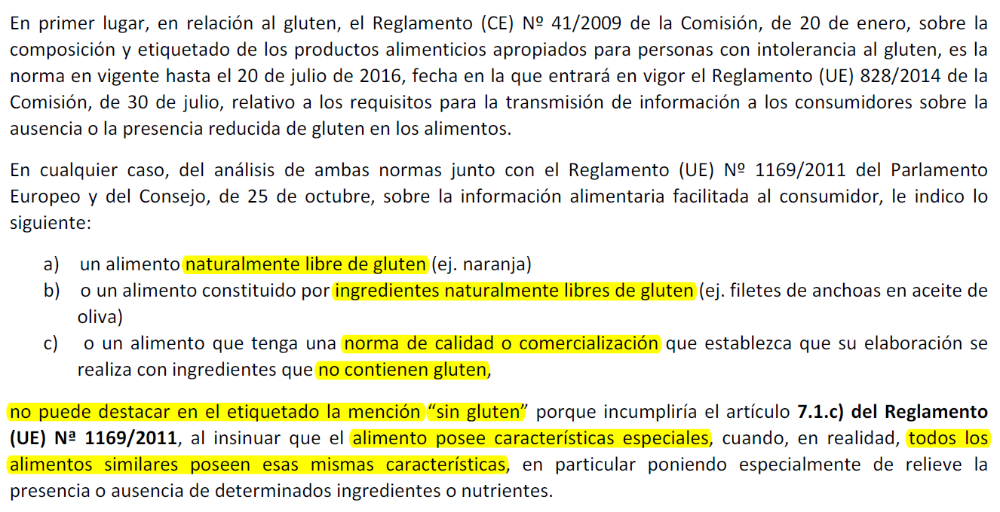 En primer lugar, en relación al gluten, el Reglamento (CE) Nº 41/2009 de la Comisión, de 20 de enero, sobre la
composición y etiquetado de los productos alimenticios apropiados para personas con intolerancia al gluten, es la
norma en vigente hasta el 20 de julio de 2016, fecha en la que entrará en vigor el Reglamento (UE) 828/2014 de la
Comisión, de 30 de julio, relativo a los requisitos para la transmisión de información a los consumidores sobre la
ausencia o la presencia reducida de gluten en los alimentos.
En cualquier caso, del análisis de ambas normas junto con el Reglamento (UE) Nº 1169/2011 del Parlamento
Europeo y del Consejo, de 25 de octubre, sobre la información alimentaria facilitada al consumidor, le indico lo
siguiente:
a) un alimento naturalmente libre de gluten (ej. naranja)
b) o un alimento constituido por ingredientes naturalmente libres de gluten (ej. filetes de anchoas en aceite de
oliva)
c) o un alimento que tenga una norma de calidad o comercialización que establezca que su elaboración se
realiza con ingredientes que no contienen gluten,
no puede destacar en el etiquetado la mención “sin gluten” porque incumpliría el artículo 7.1.c) del Reglamento
(UE) Nª 1169/2011, al insinuar que el alimento posee características especiales, cuando, en realidad, todos los
alimentos similares poseen esas mismas características, en particular poniendo especialmente de relieve la
presencia o ausencia de determinados ingredientes o nutrientes.